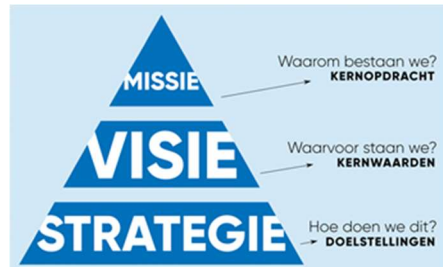 MISSIE
Waarom bestaan we?
KERNOPDRACHT
VISIE
Waarvoor staan we?
KERNWAARDEN
STRATEGIE
Hoe doen we dit?
DOELSTELLINGEN